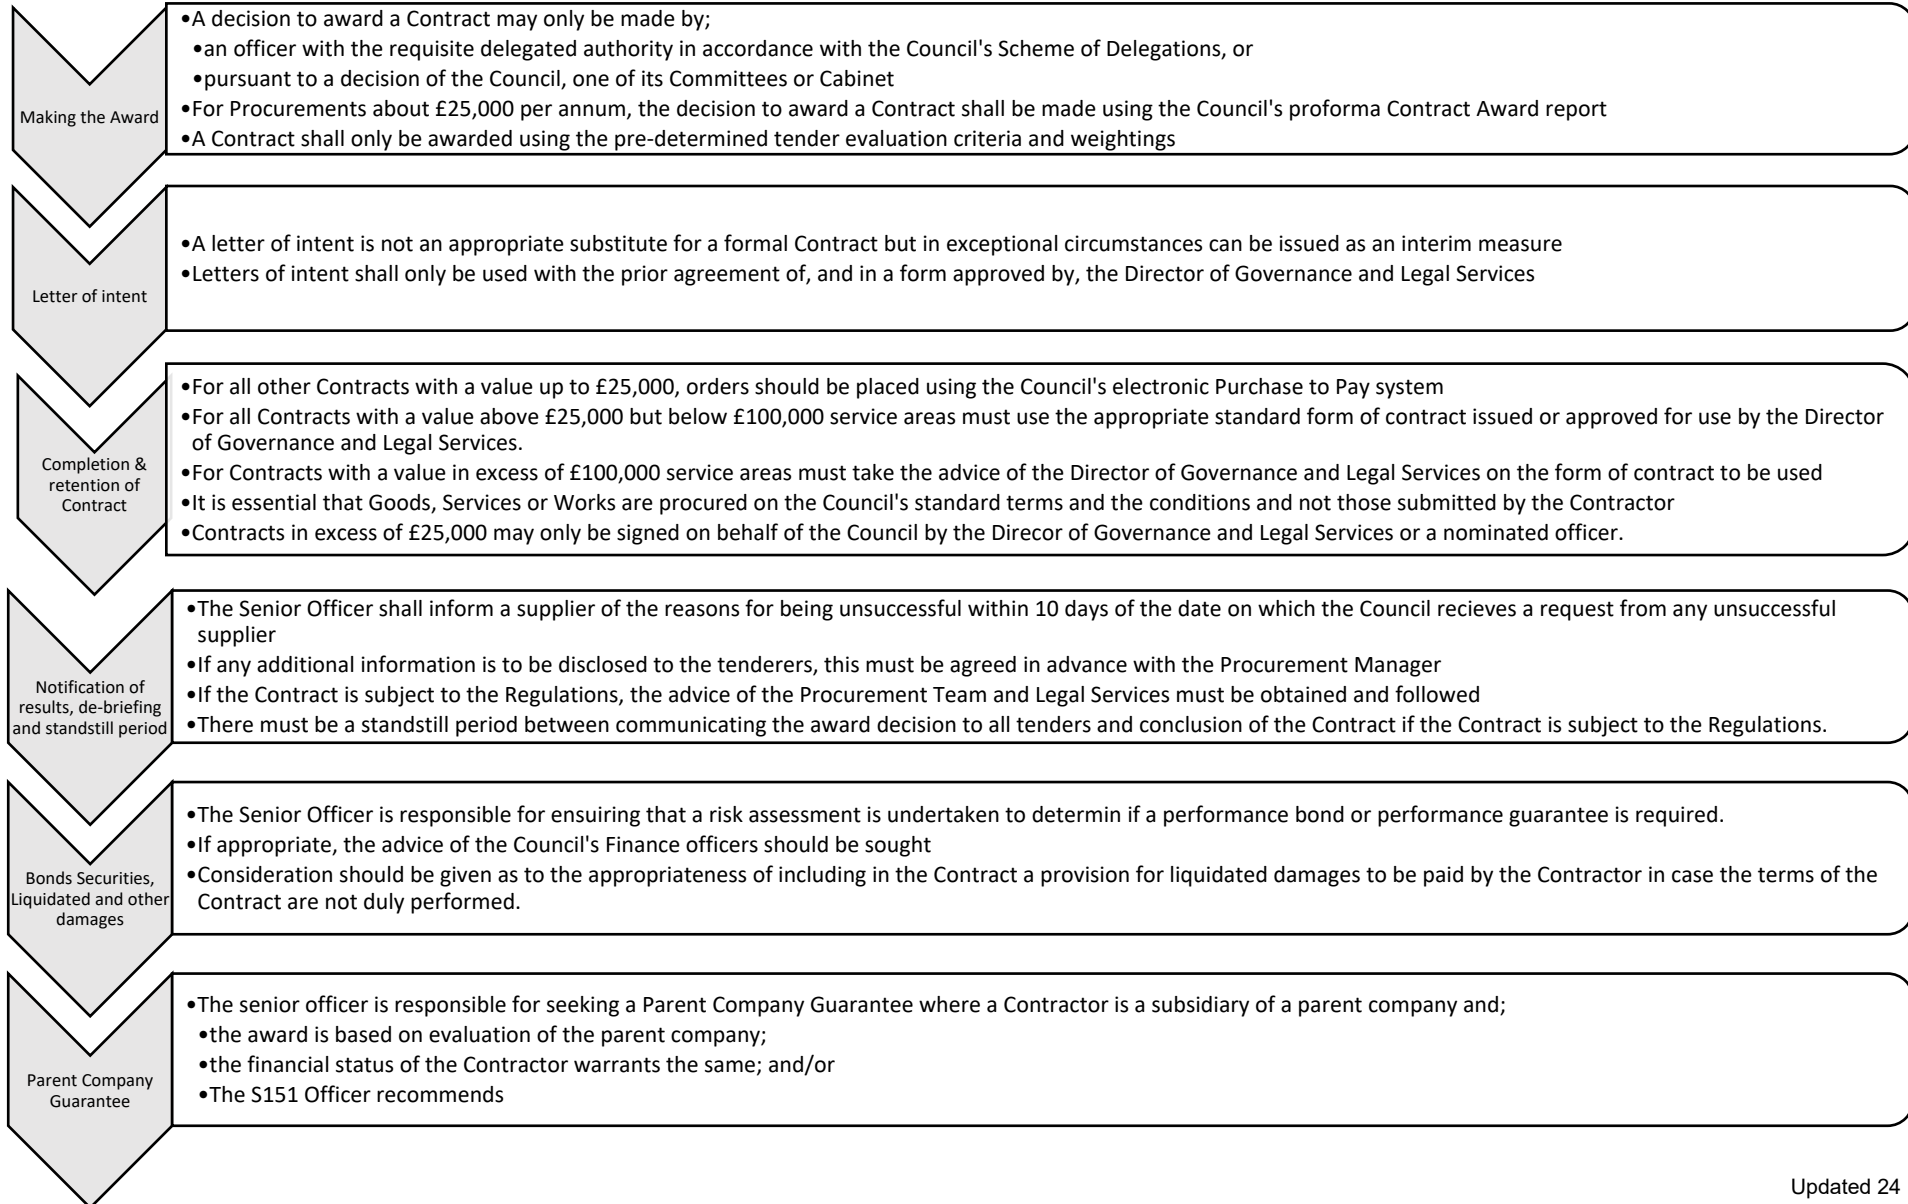 Making the Award
•A decision to award a Contract may only be made by;
•an officer with the requisite delegated authority in accordance with the Council's Scheme of Delegations, or
•pursuant to a decision of the Council, one of its Committees or Cabinet
•For Procurements about £25,000 per annum, the decision to award a Contract shall be made using the Council's proforma Contract Award report
•A Contract shall only be awarded using the pre-determined tender evaluation criteria and weightings
Letter of intent
•A letter of intent is not an appropriate substitute for a formal Contract but in exceptional circumstances can be issued as an interim measure
•Letters of intent shall only be used with the prior agreement of, and in a form approved by, the Director of Governance and Legal Services
Completion &
retention of
Contract
•For all other Contracts with a value up to £25,000, orders should be placed using the Council's electronic Purchase to Pay system
•For all Contracts with a value above £25,000 but below £100,000 service areas must use the appropriate standard form of contract issued or approved for use by the Director
of Governance and Legal Services.
•For Contracts with a value in excess of £100,000 service areas must take the advice of the Director of Governance and Legal Services on the form of contract to be used
•It is essential that Goods, Services or Works are procured on the Council's standard terms and the conditions and not those submitted by the Contractor
•Contracts in excess of £25,000 may only be signed on behalf of the Council by the Direcor of Governance and Legal Services or a nominated officer.
Notification of
results, de-briefing
and standstill period
•The Senior Officer shall inform a supplier of the reasons for being unsuccessful within 10 days of the date on which the Council recieves a request from any unsuccessful
supplier
•If any additional information is to be disclosed to the tenderers, this must be agreed in advance with the Procurement Manager
•If the Contract is subject to the Regulations, the advice of the Procurement Team and Legal Services must be obtained and followed
•There must be a standstill period between communicating the award decision to all tenders and conclusion of the Contract if the Contract is subject to the Regulations.
Bonds Securities,
Liquidated and other
damages
•The Senior Officer is responsible for ensuiring that a risk assessment is undertaken to determin if a performance bond or performance guarantee is required.
•If appropriate, the advice of the Council's Finance officers should be sought
•Consideration should be given as to the appropriateness of including in the Contract a provision for liquidated damages to be paid by the Contractor in case the terms of the
Contract are not duly performed.
Parent Company
Guarantee
•The senior officer is responsible for seeking a Parent Company Guarantee where a Contractor is a subsidiary of a parent company and;
•the award is based on evaluation of the parent company;
•the financial status of the Contractor warrants the same; and/or
•The S151 Officer recommends
Updated 24